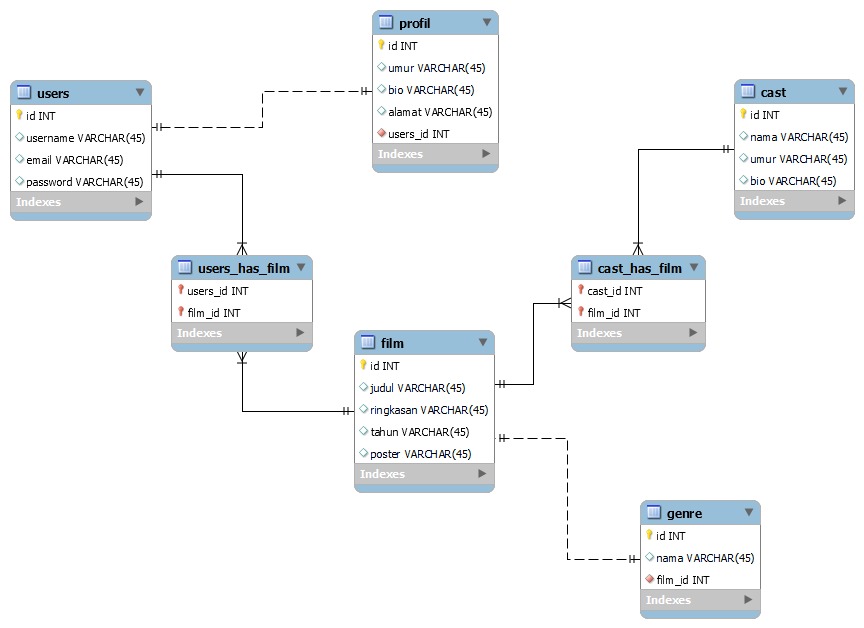 profil
id INT
umur VARCHAR(45)
bio VARCHAR(45)
alamat VARCHAR(45)
users_id INT
Indexes
users
id INT
username VARCHAR(45)
email VARCHAR(45)
password VARCHAR(45)
Indexes
cast
id INT
nama VARCHAR(45)
umur VARCHAR(45)
bio VARCHAR(45)
Indexes
users_has_film
users_id INT
film_id INT
Indexes
cast_has_film
cast_id INT
film_id INT
Indexes
film
id INT
judul VARCHAR(45)
ringkasan VARCHAR(45)
tahun VARCHAR(45)
poster VARCHAR(45)
Indexes
genre
id INT
nama VARCHAR(45)
film_id INT
Indexes